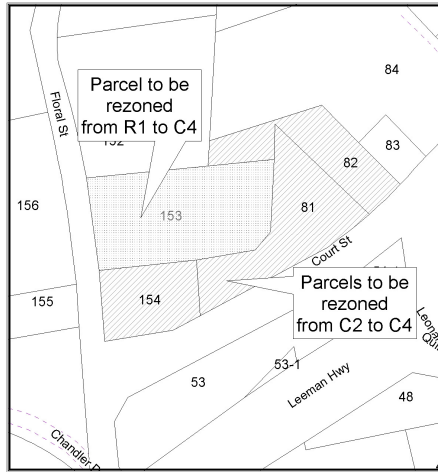 84
Parcel to be
rezoned
from R1 to C4
Floral St
83
82
156
153
81
Court St
155
154
Parcels to be
rezoned
from C2 to C4
53-1
53
Leeman Hwy
48
Chandler